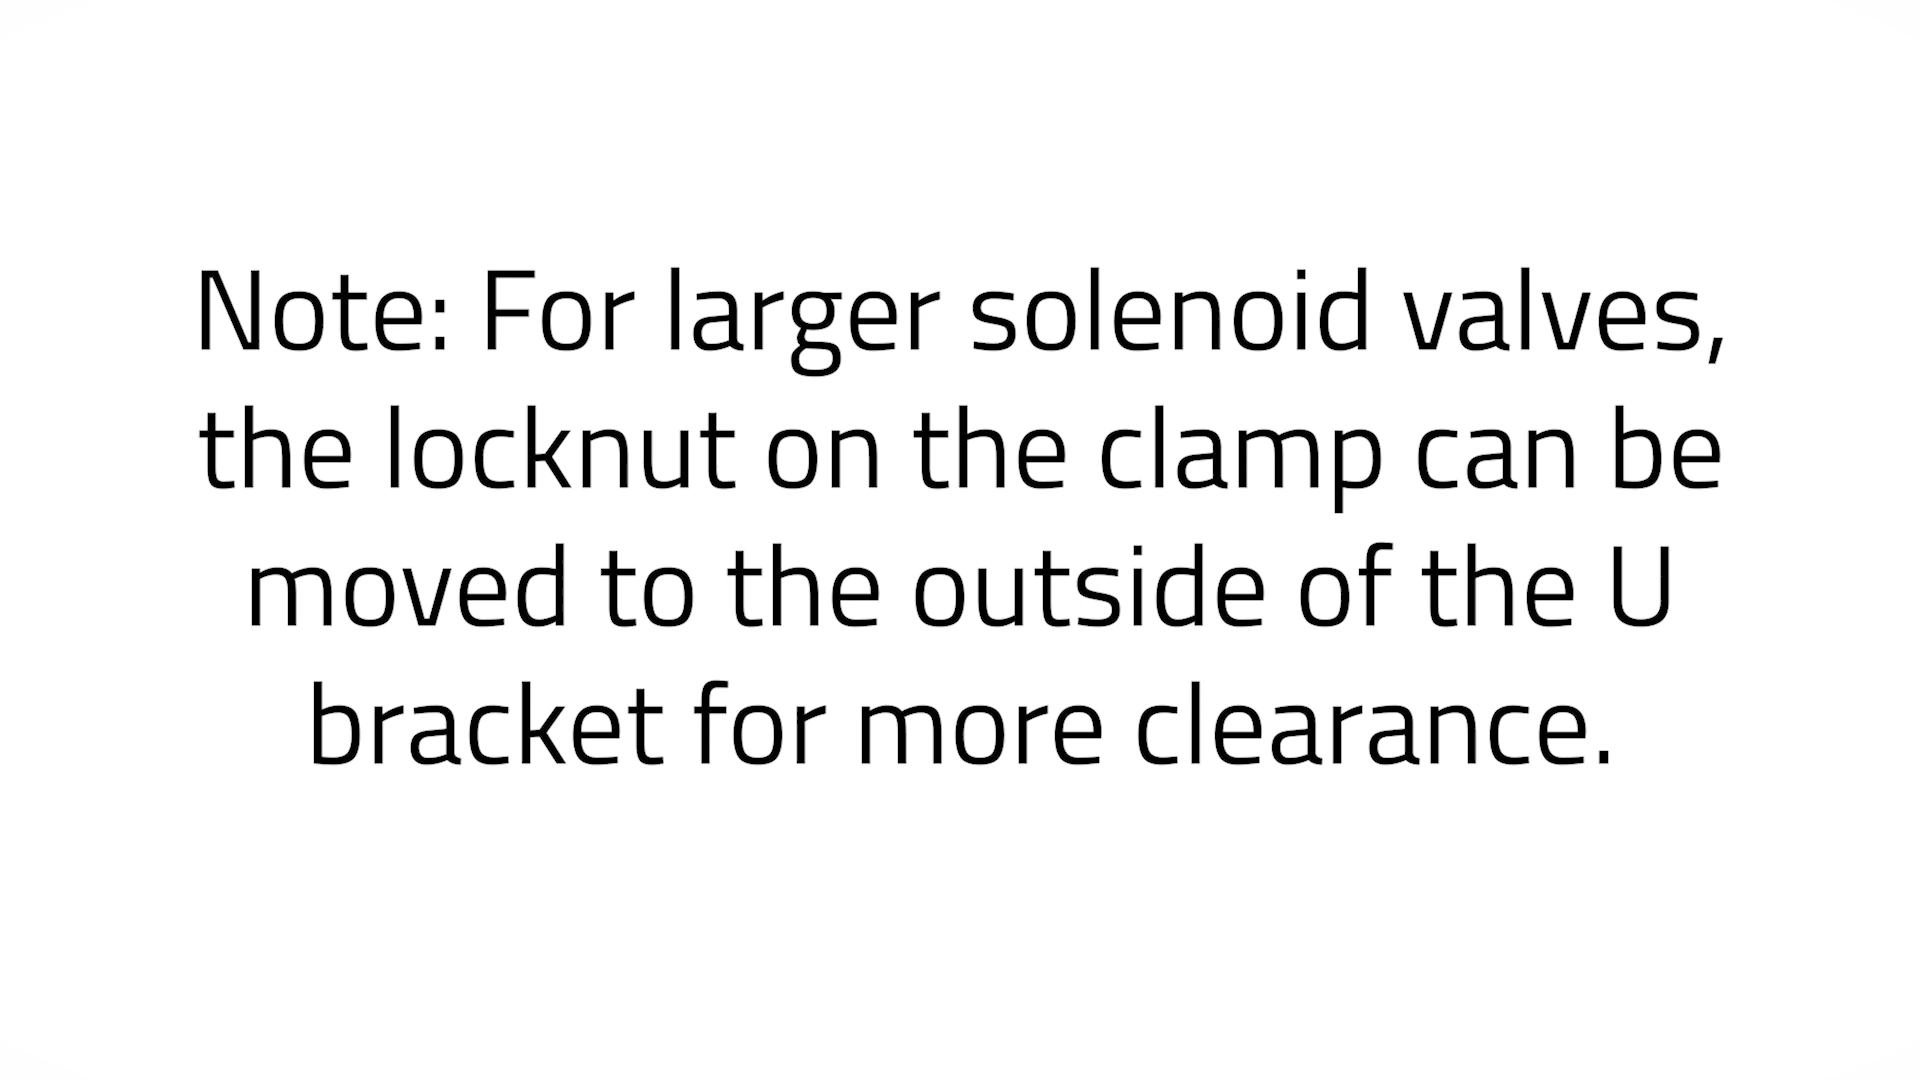 Note: For larger solenoid valves,
the locknut on the clamp can be
moved to the outside of the U
bracket for more clearance.